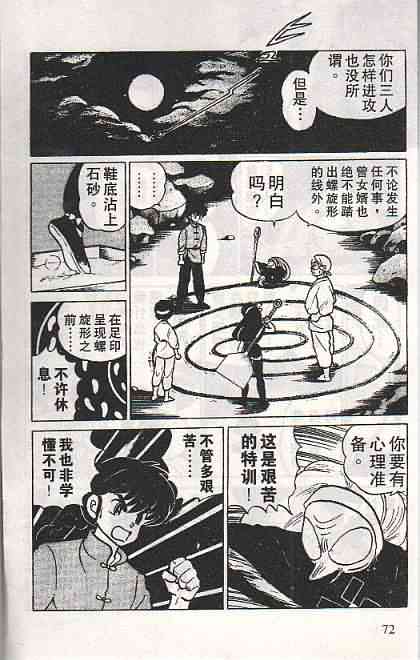 你们三人
怎样进攻
也没所
谓。
但是…
不论发生
任何事，
曾女婿也
绝不能踏
出螺旋形
的线外。
明白
吗？
……
……
鞋底沾上
石砂。
在足印
呈现螺
旋形之
前……
不许休
息！
你要有
心理准
备。
这是艰苦
的特训！
不管多艰
苦……
我也非学
懂不可！
72